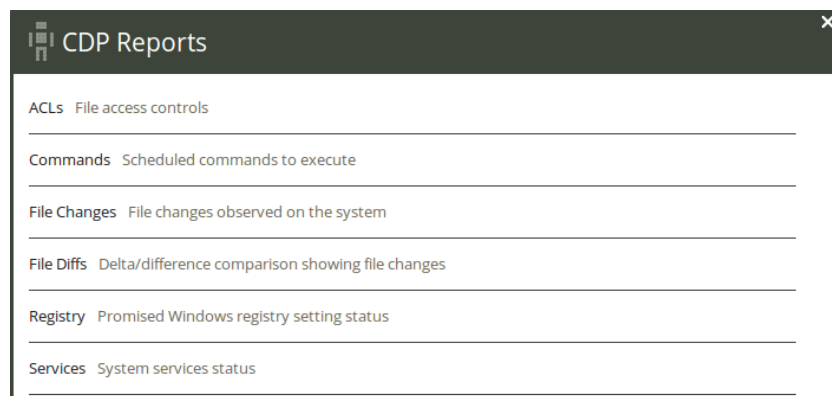 CDP Reports
ACLs File access controls
Commands Scheduled commands to execute
File Changes File changes observed on the system
File Diffs Delta/difference comparison showing file changes
Registry Promised Windows registry setting status
Services System services status